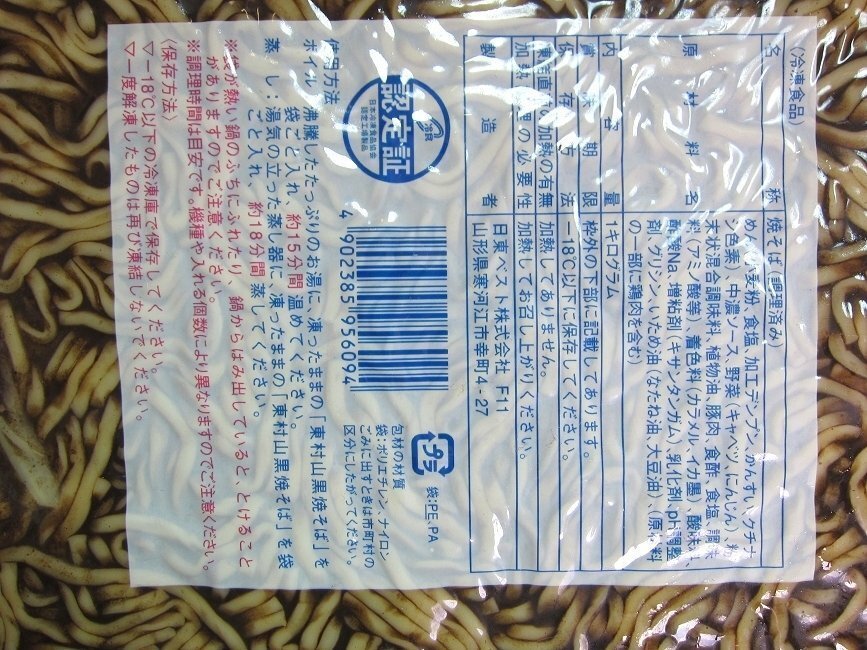 (冷凍食品)
名称 焼そば(調理済み)
原材料名 めん(小麦粉、食塩、加工デンプン、かんすい、クチナ
シ色素)、中濃ソース、野菜(キャベツ、にんじん)、粉
末状混合調味料、植物油、豚肉、食酢、食塩、調味
料(アミノ酸等)、着色料(カラメル、イカ墨)、酸味料、
酢酸Na、増粘剤(キサンタンガム)、乳化剤、pH調整
剤、グリシン、いため油(なたね油、大豆油)、(原材料
の一部に鶏肉を含む)
内容量 1キログラム
賞味期限 枠外の下部に記載してあります。
保存方法 −18℃以下に保存してください。
凍結直前加熱の有無 加熱してありません。
加熱調理の必要性 加熱してお召し上がりください。
製造者 日東ベスト株式会社 F11
山形県寒河江市幸町4-27
冷食
認定証
日本冷凍食品協会
認定工場製品
4 902385 956094
プラ
袋:PE、PA
包材の材質
袋:ポリエチレン、ナイロン
ごみに出すときは市町村の
区分にしたがってください。
使用方法
ボイル:沸騰したたっぷりのお湯に、凍ったままの「東村山黒焼そば」を
袋ごと入れ、約15分間 温めてください。
蒸し:湯気の立った蒸し器に、凍ったままの「東村山黒焼そば」を袋
ごと入れ、約18分間 蒸してください。
※袋が熱い鍋のふちにふれたり、鍋からはみ出していると、とけること
がありますのでご注意ください。
※調理時間は目安です。機種や入れる個数により異なりますのでご注意ください。
〈保存方法〉
▽−18℃以下の冷凍庫で保存してください。
▽一度解凍したものは再び凍結しないでください。